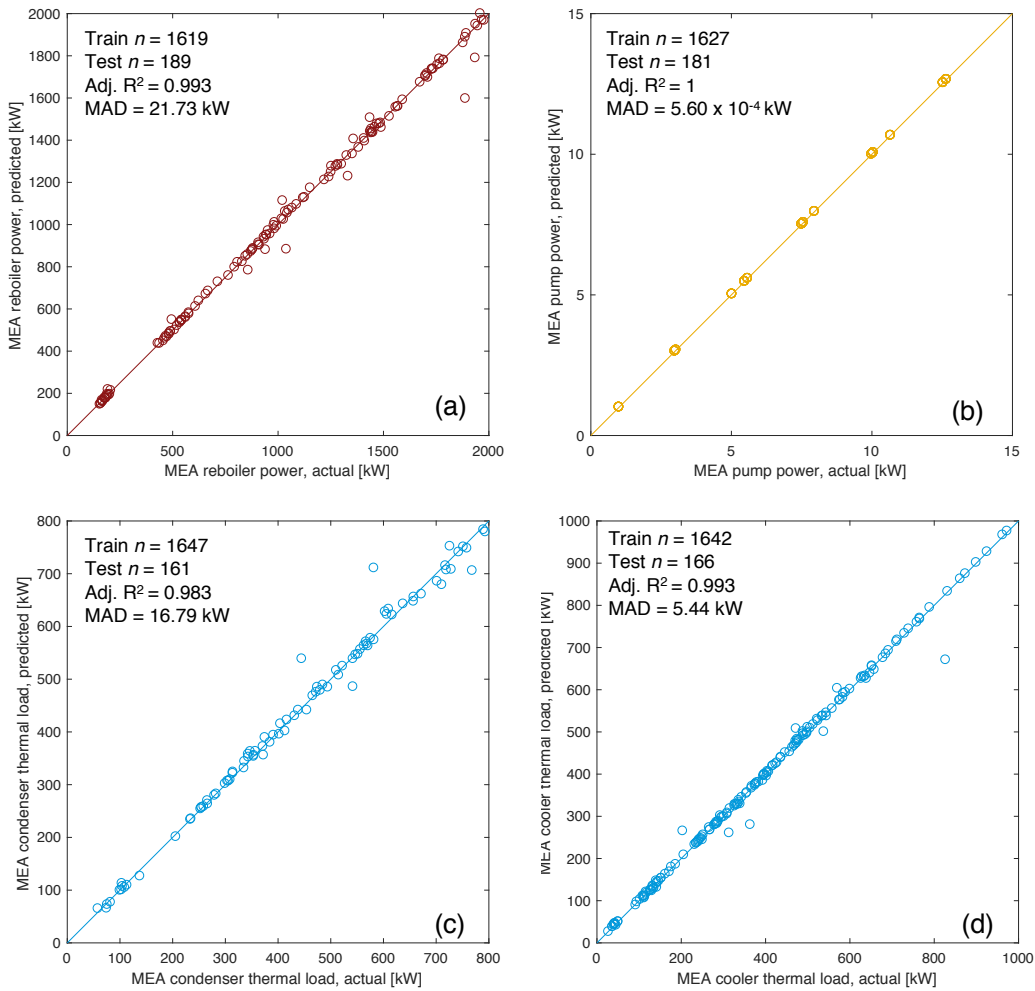 2000
1800
1600
1400
1200
1000
800
600
400
200
0
MEA reboiler power, predicted [kW]
Train n = 1619
Test n = 189
Adj. R² = 0.993
MAD = 21.73 kW
(a)
0 500 1000 1500 2000
MEA reboiler power, actual [kW]
15
10
5
0
MEA pump power, predicted [kW]
Train n = 1627
Test n = 181
Adj. R² = 1
MAD = 5.60 x 10⁻⁴ kW
(b)
0 5 10 15
MEA pump power, actual [kW]
800
700
600
500
400
300
200
100
0
MEA condenser thermal load, predicted [kW]
Train n = 1647
Test n = 161
Adj. R² = 0.983
MAD = 16.79 kW
(c)
0 100 200 300 400 500 600 700 800
MEA condenser thermal load, actual [kW]
1000
900
800
700
600
500
400
300
200
100
0
MEA cooler thermal load, predicted [kW]
Train n = 1642
Test n = 166
Adj. R² = 0.993
MAD = 5.44 kW
(d)
0 200 400 600 800 1000
MEA cooler thermal load, actual [kW]